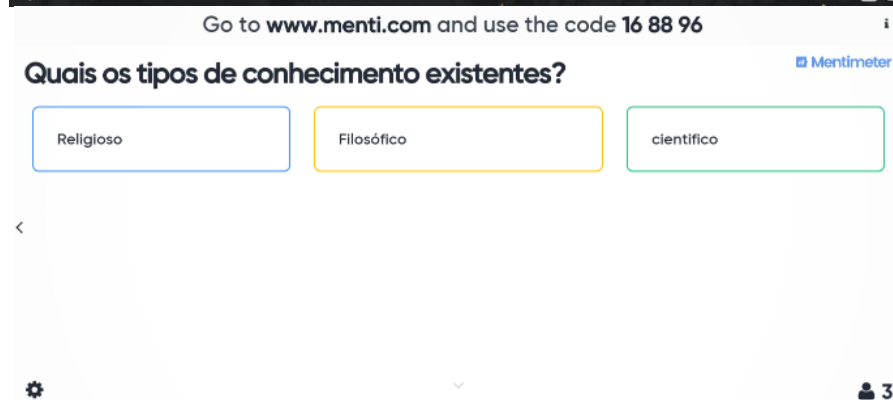 Go to www.menti.com and use the code 16 88 96
i
Mentimeter
Quais os tipos de conhecimento existentes?
Religioso
Filosófico
cientifico
3